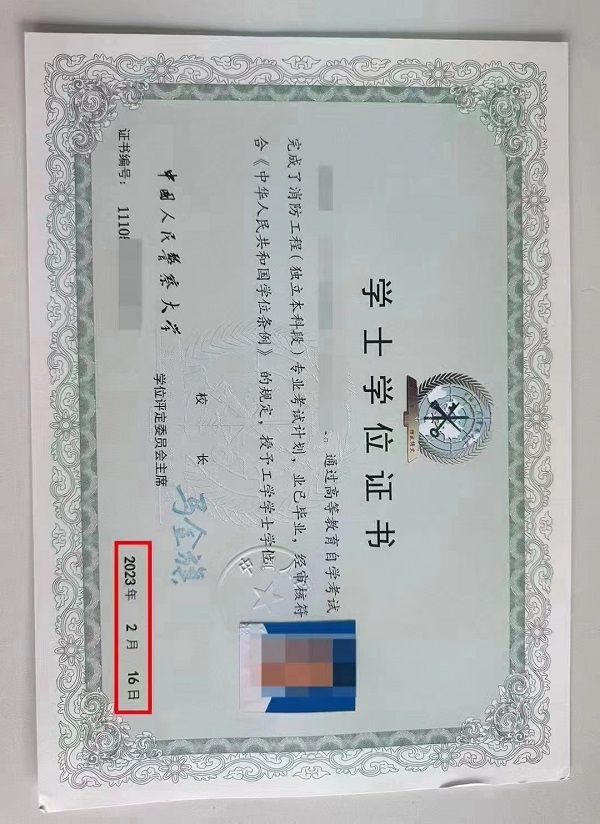 学士学位证书
。通过高等教育自学考试
完成了消防工程(独立本科段)专业考试计划,业已毕业,经审核符
合《中华人民共和国学位条例》的规定,授予工学学士学位。
中国人民警察大学
校长
学位评定委员会主席
证书编号:1110
2023年2月16日